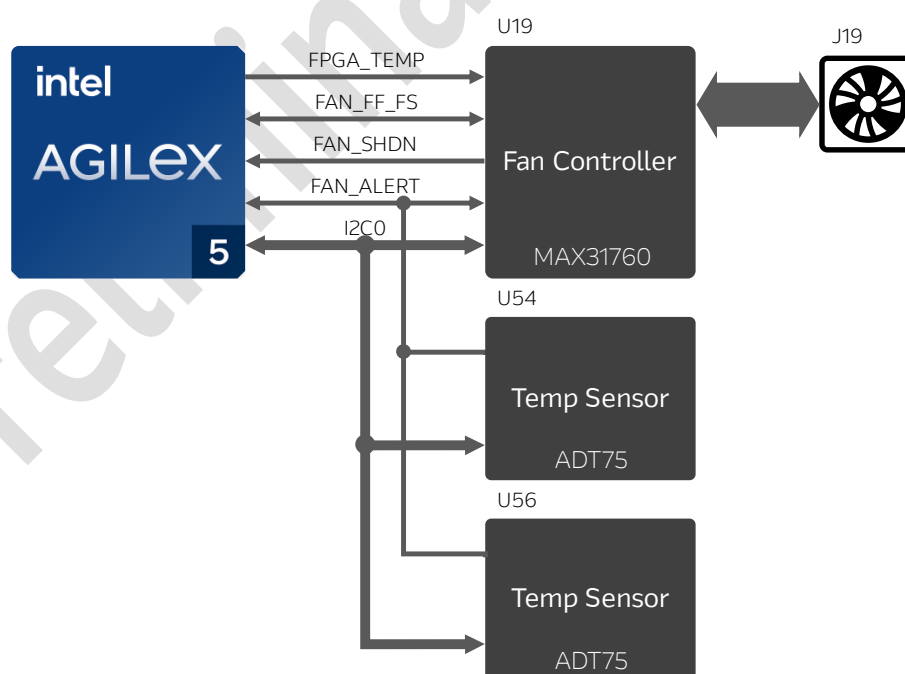 U19
J19
intel
AGILEX
5
FPGA_TEMP
FAN_FF_FS
FAN_SHDN
FAN_ALERT
I2C0
Fan Controller
MAX31760
U54
Temp Sensor
ADT75
U56
Temp Sensor
ADT75